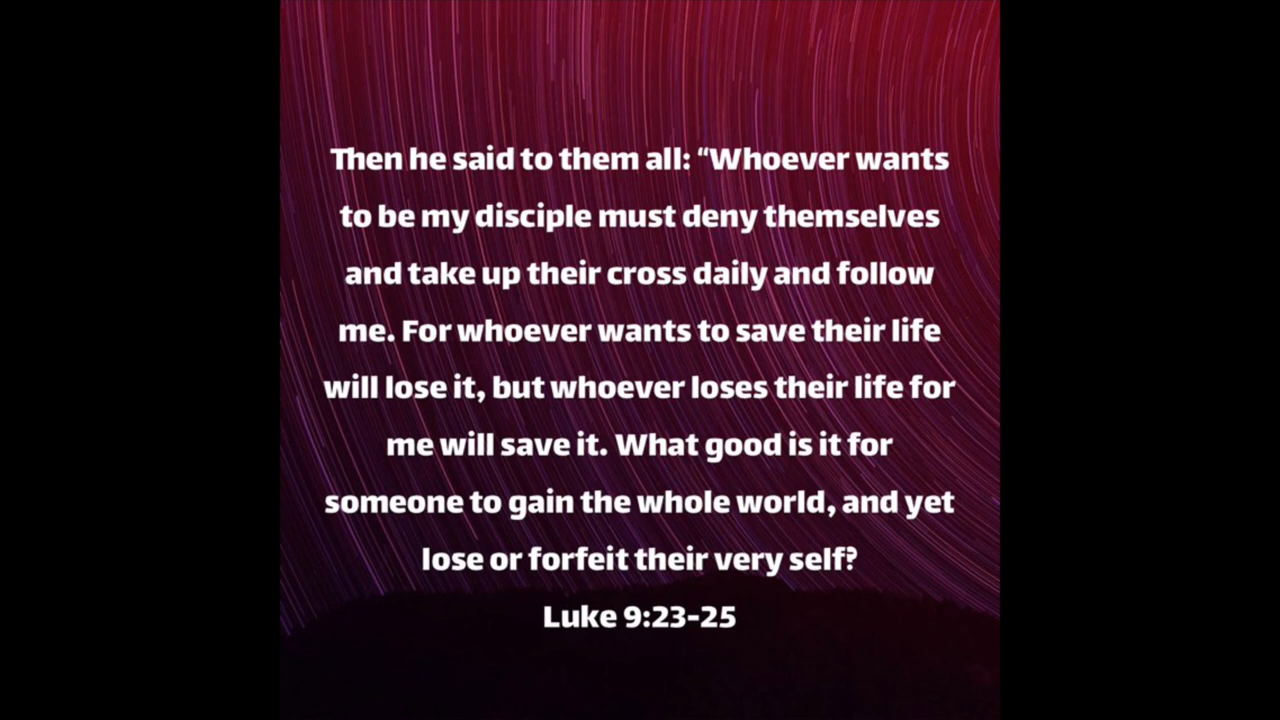 Then he said to them all: “Whoever wants
to be my disciple must deny themselves
and take up their cross daily and follow
me. For whoever wants to save their life
will lose it, but whoever loses their life for
me will save it. What good is it for
someone to gain the whole world, and yet
lose or forfeit their very self?
Luke 9:23-25